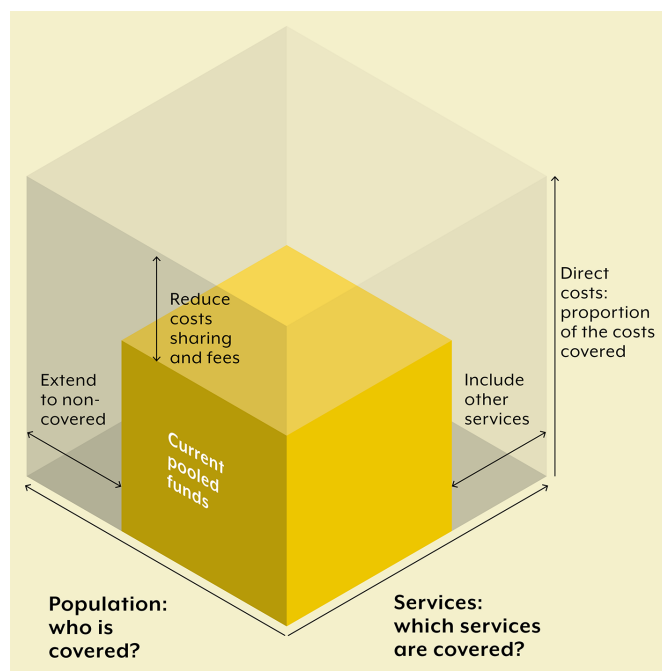 Reduce
costs
sharing
and fees
Direct
costs:
proportion
of the costs
covered
Extend
to non-
covered
Include
other
services
Current
pooled
funds
Population:
who is
covered?
Services:
which services
are covered?